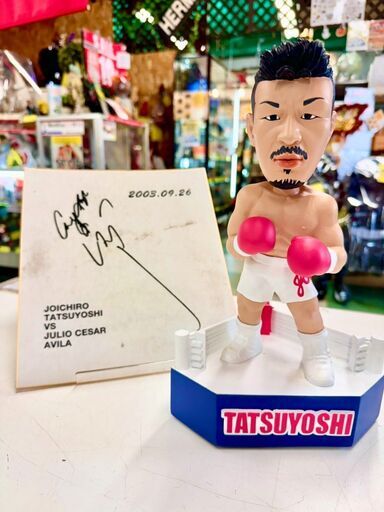 2003.09.26
JOICHIRO
TATSUYOSHI
VS
JULIO CESAR
AVILA
TATSUYOSHI